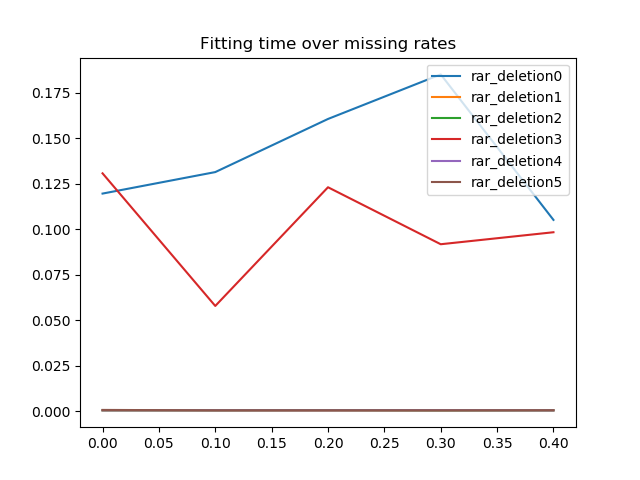 Fitting time over missing rates
rar_deletion0
rar_deletion1
rar_deletion2
rar_deletion3
rar_deletion4
rar_deletion5
0.175
0.150
0.125
0.100
0.075
0.050
0.025
0.000
0.00 0.05 0.10 0.15 0.20 0.25 0.30 0.35 0.40